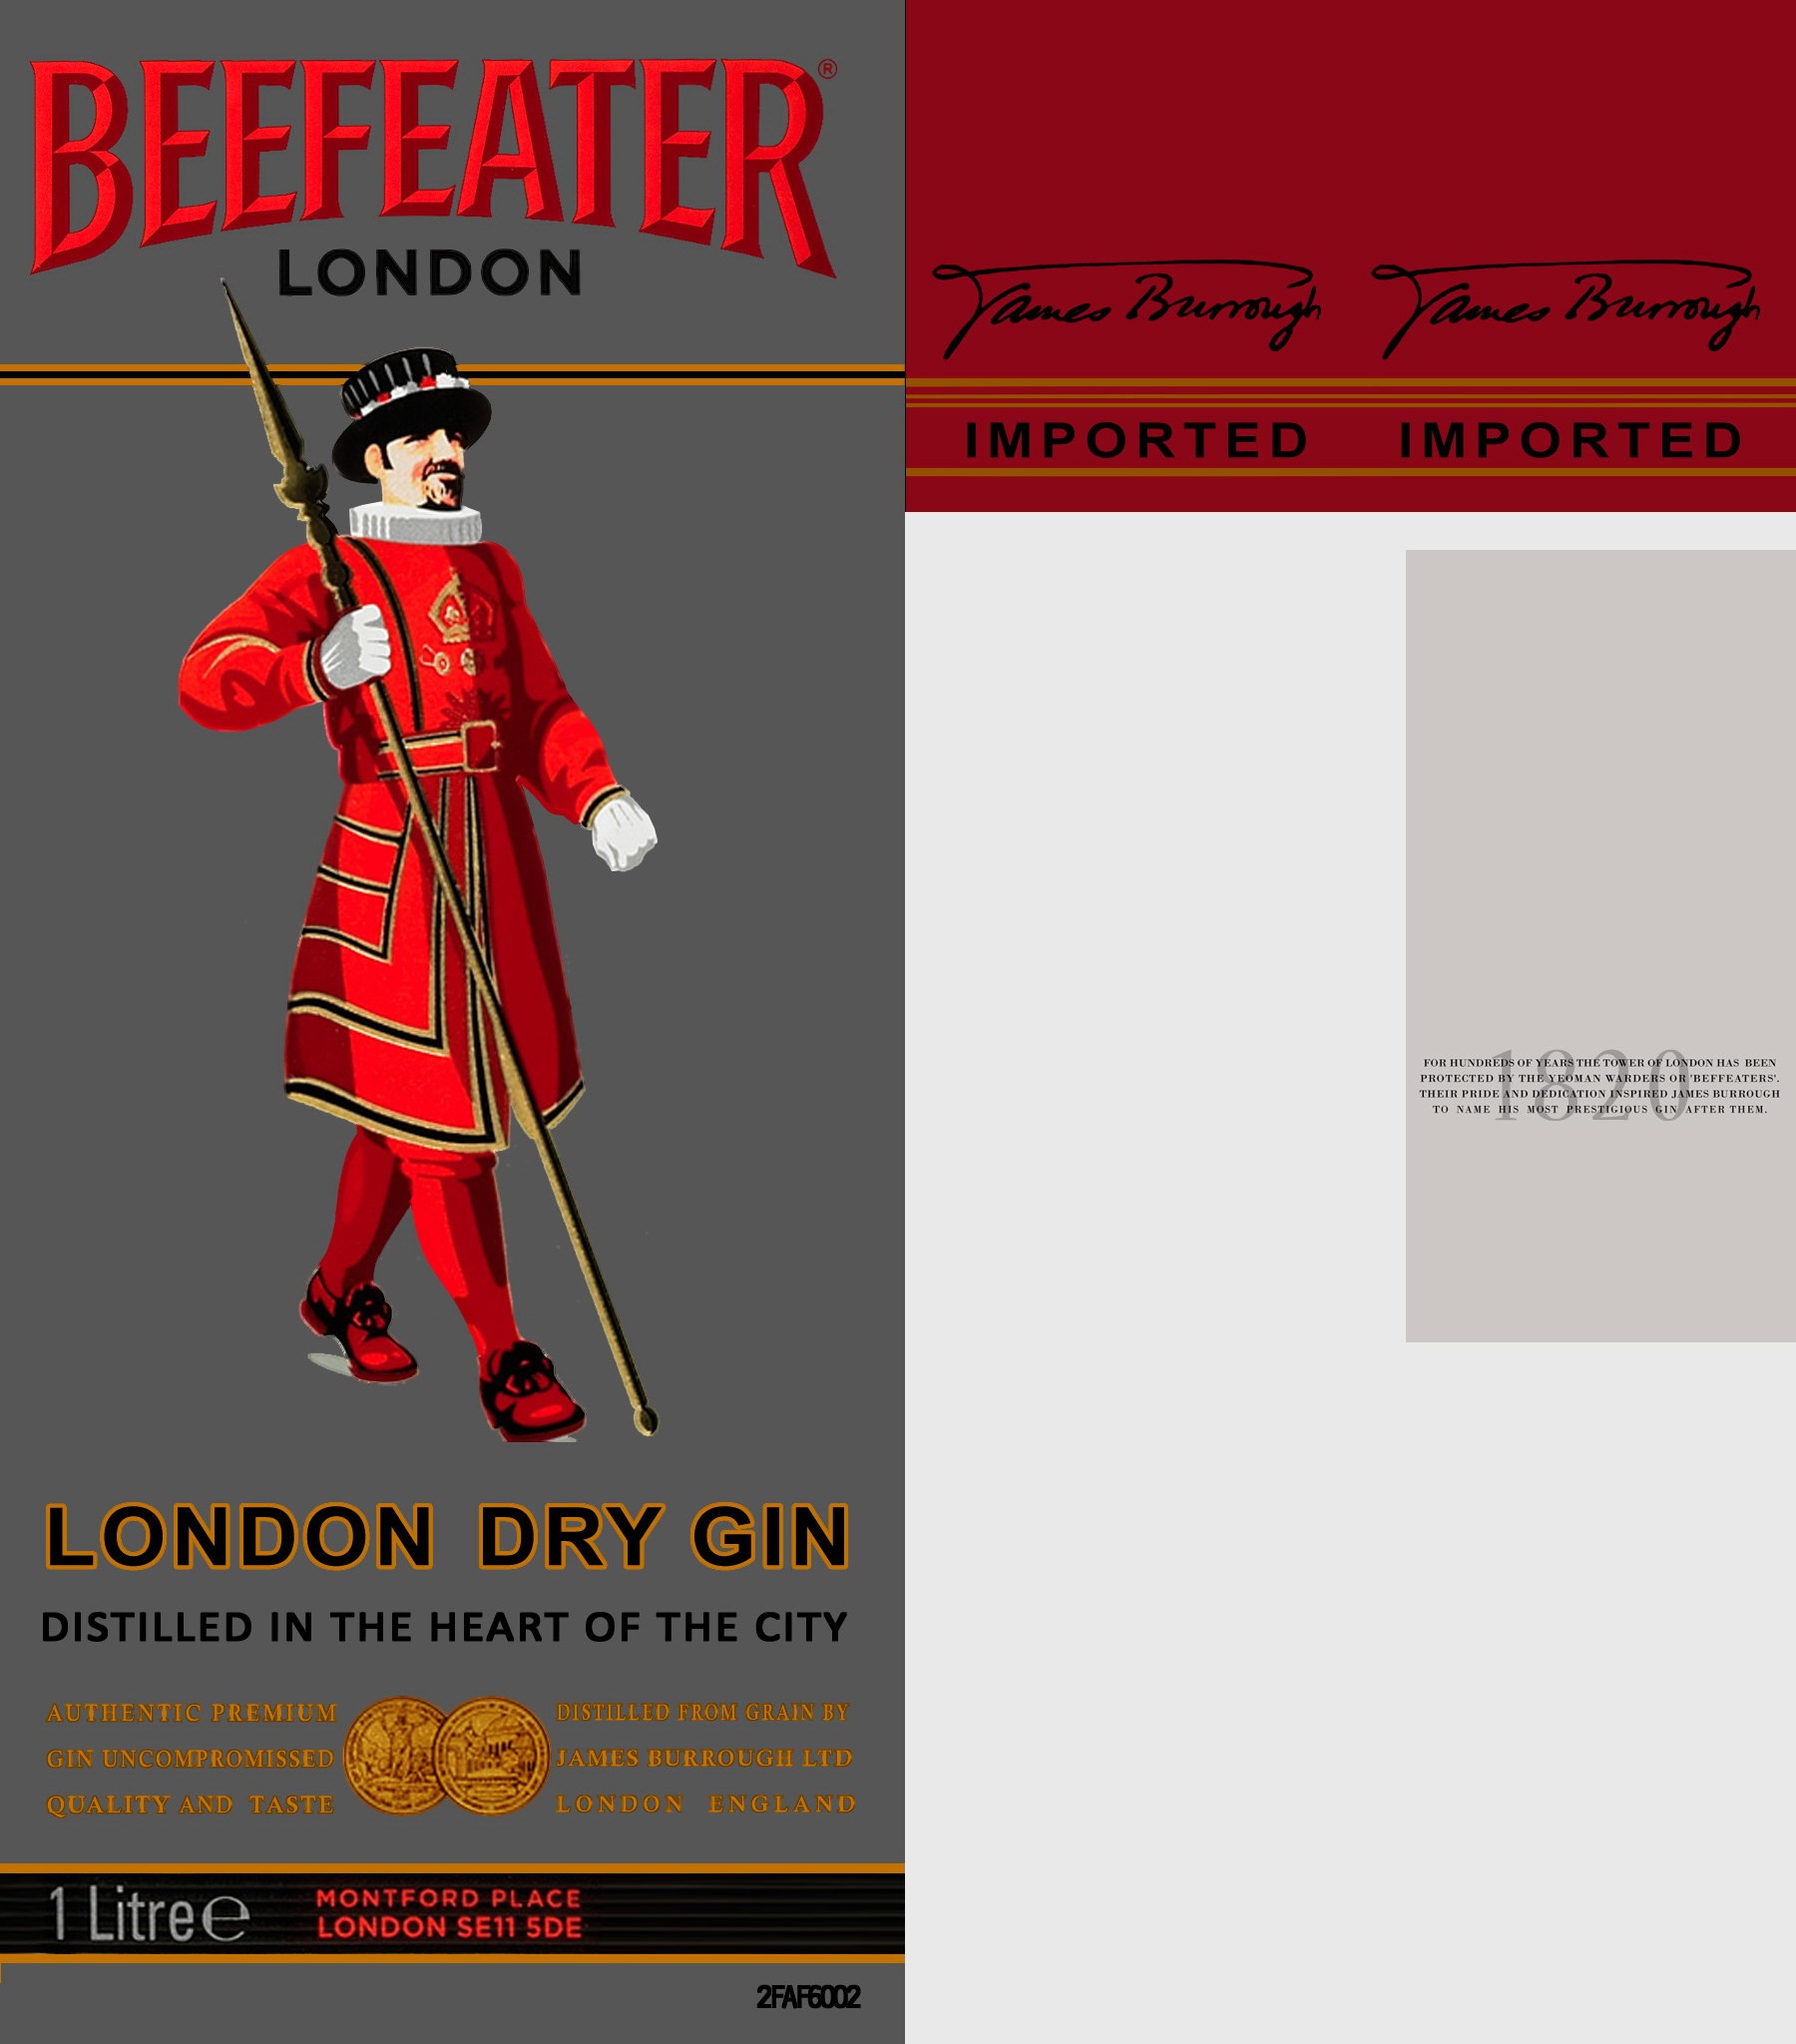 BEEFEATER®
LONDON
LONDON DRY GIN
DISTILLED IN THE HEART OF THE CITY
AUTHENTIC PREMIUM
GIN UNCOMPROMISSED
QUALITY AND TASTE
DISTILLED FROM GRAIN BY
JAMES BURROUGH LTD
LONDON ENGLAND
1 Litre ℮
MONTFORD PLACE
LONDON SE11 5DE
2FAF6002
James Burrough James Burrough
IMPORTED IMPORTED
1820
FOR HUNDREDS OF YEARS THE TOWER OF LONDON HAS BEEN
PROTECTED BY THE YEOMAN WARDERS OR 'BEFFEATERS'.
THEIR PRIDE AND DEDICATION INSPIRED JAMES BURROUGH
TO NAME HIS MOST PRESTIGIOUS GIN AFTER THEM.